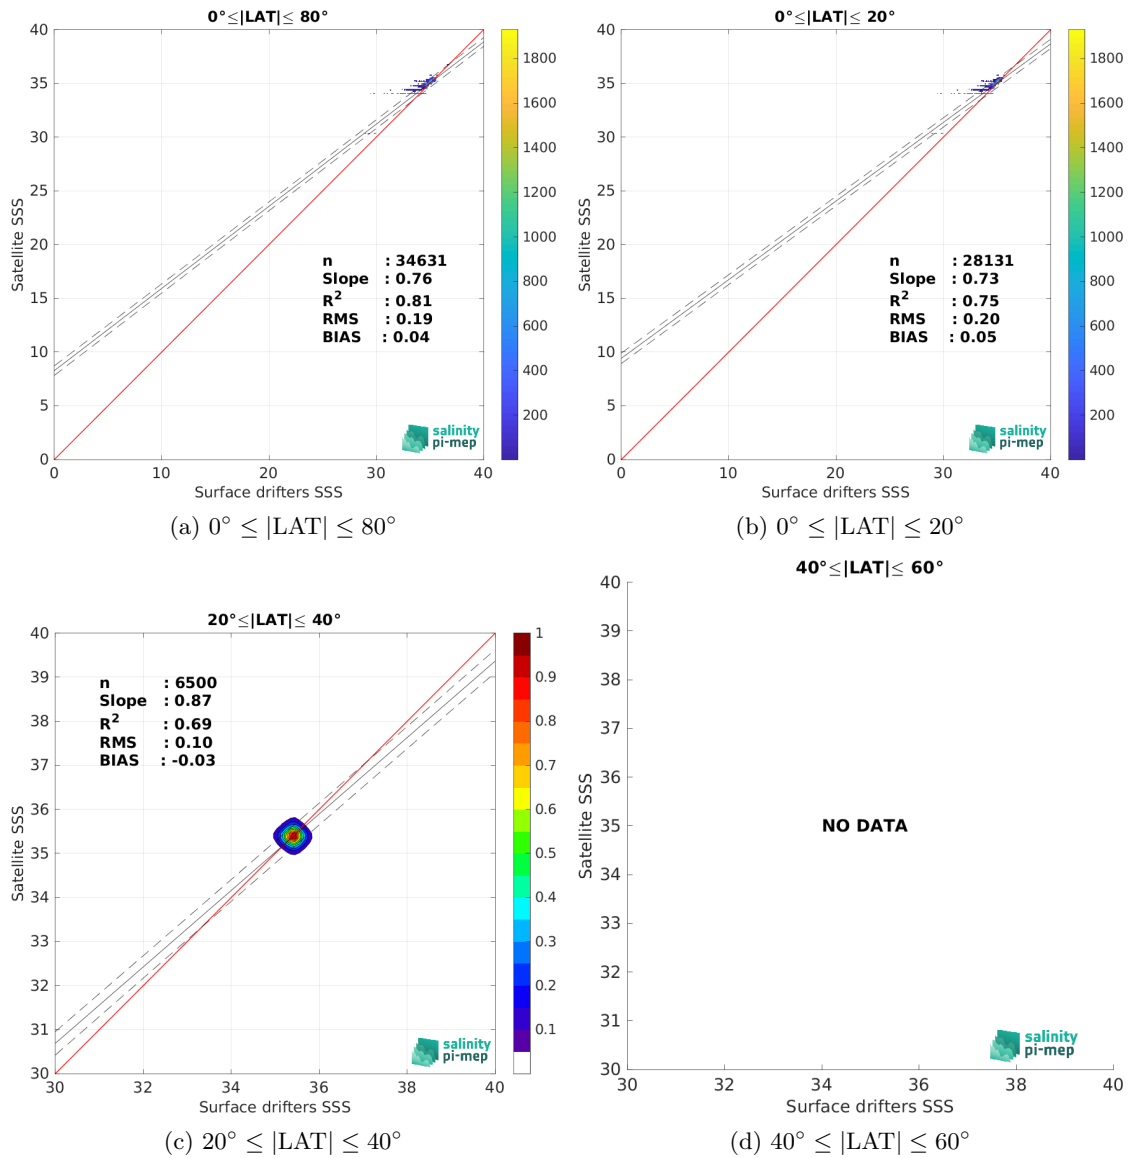 0°≤|LAT|≤ 80°
40
35
30
25
20
15
10
5
0
Satellite SSS
n : 34631
Slope : 0.76
R² : 0.81
RMS : 0.19
BIAS : 0.04
salinity
pi-mep
0 10 20 30 40
Surface drifters SSS
1800
1600
1400
1200
1000
800
600
400
200
(a) 0° ≤ |LAT| ≤ 80°
0°≤|LAT|≤ 20°
40
35
30
25
20
15
10
5
0
Satellite SSS
n : 28131
Slope : 0.73
R² : 0.75
RMS : 0.20
BIAS : 0.05
salinity
pi-mep
0 10 20 30 40
Surface drifters SSS
1800
1600
1400
1200
1000
800
600
400
200
(b) 0° ≤ |LAT| ≤ 20°
20°≤|LAT|≤ 40°
40
39
38
37
36
35
34
33
32
31
30
Satellite SSS
n : 6500
Slope : 0.87
R² : 0.69
RMS : 0.10
BIAS : -0.03
salinity
pi-mep
30 32 34 36 38 40
Surface drifters SSS
1
0.9
0.8
0.7
0.6
0.5
0.4
0.3
0.2
0.1
(c) 20° ≤ |LAT| ≤ 40°
40°≤|LAT|≤ 60°
40
39
38
37
36
35
34
33
32
31
30
Satellite SSS
NO DATA
salinity
pi-mep
30 32 34 36 38 40
Surface drifters SSS
(d) 40° ≤ |LAT| ≤ 60°